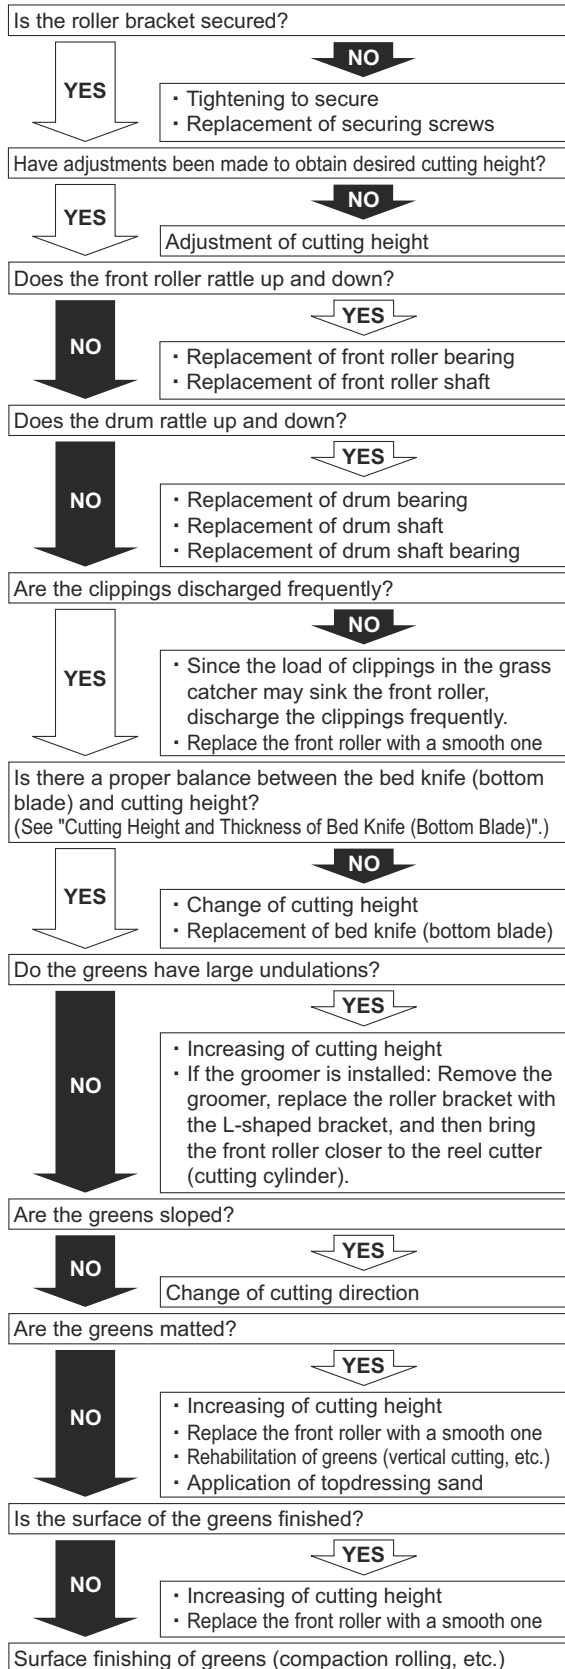 Is the roller bracket secured?
NO
YES
・Tightening to secure
・Replacement of securing screws
Have adjustments been made to obtain desired cutting height?
NO
YES
Adjustment of cutting height
Does the front roller rattle up and down?
YES
NO
・Replacement of front roller bearing
・Replacement of front roller shaft
Does the drum rattle up and down?
YES
NO
・Replacement of drum bearing
・Replacement of drum shaft
・Replacement of drum shaft bearing
Are the clippings discharged frequently?
NO
YES
・Since the load of clippings in the grass
catcher may sink the front roller,
discharge the clippings frequently.
・Replace the front roller with a smooth one
Is there a proper balance between the bed knife (bottom
blade) and cutting height?
(See "Cutting Height and Thickness of Bed Knife (Bottom Blade)".)
NO
YES
・Change of cutting height
・Replacement of bed knife (bottom blade)
Do the greens have large undulations?
YES
NO
・Increasing of cutting height
・If the groomer is installed: Remove the
groomer, replace the roller bracket with
the L-shaped bracket, and then bring
the front roller closer to the reel cutter
(cutting cylinder).
Are the greens sloped?
YES
NO
Change of cutting direction
Are the greens matted?
YES
NO
・Increasing of cutting height
・Replace the front roller with a smooth one
・Rehabilitation of greens (vertical cutting, etc.)
・Application of topdressing sand
Is the surface of the greens finished?
YES
NO
・Increasing of cutting height
・Replace the front roller with a smooth one
Surface finishing of greens (compaction rolling, etc.)